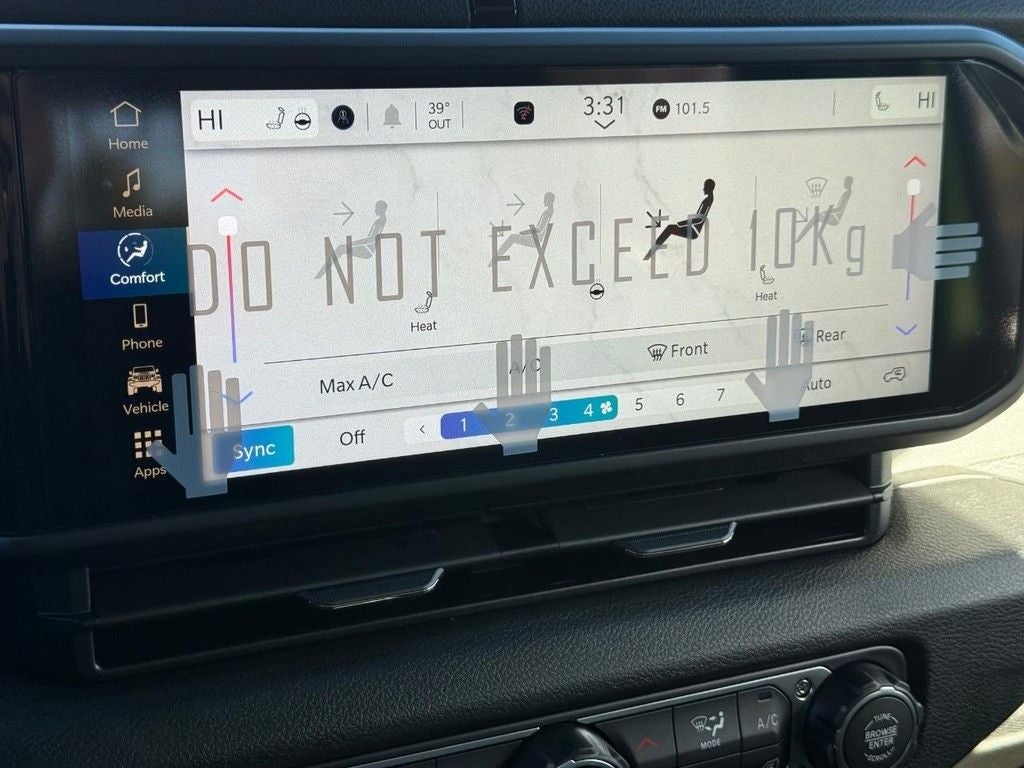 HI 39° OUT 3:31 FM 101.5 HI
Home
Media
Comfort
Phone
Vehicle
Apps
DO NOT EXCEED 10Kg
Heat Heat
Max A/C A/C Front Rear
Sync Off < 1 2 3 4 5 6 7 Auto
MODE A/C
TUNE
BROWSE
ENTER
SCROLL